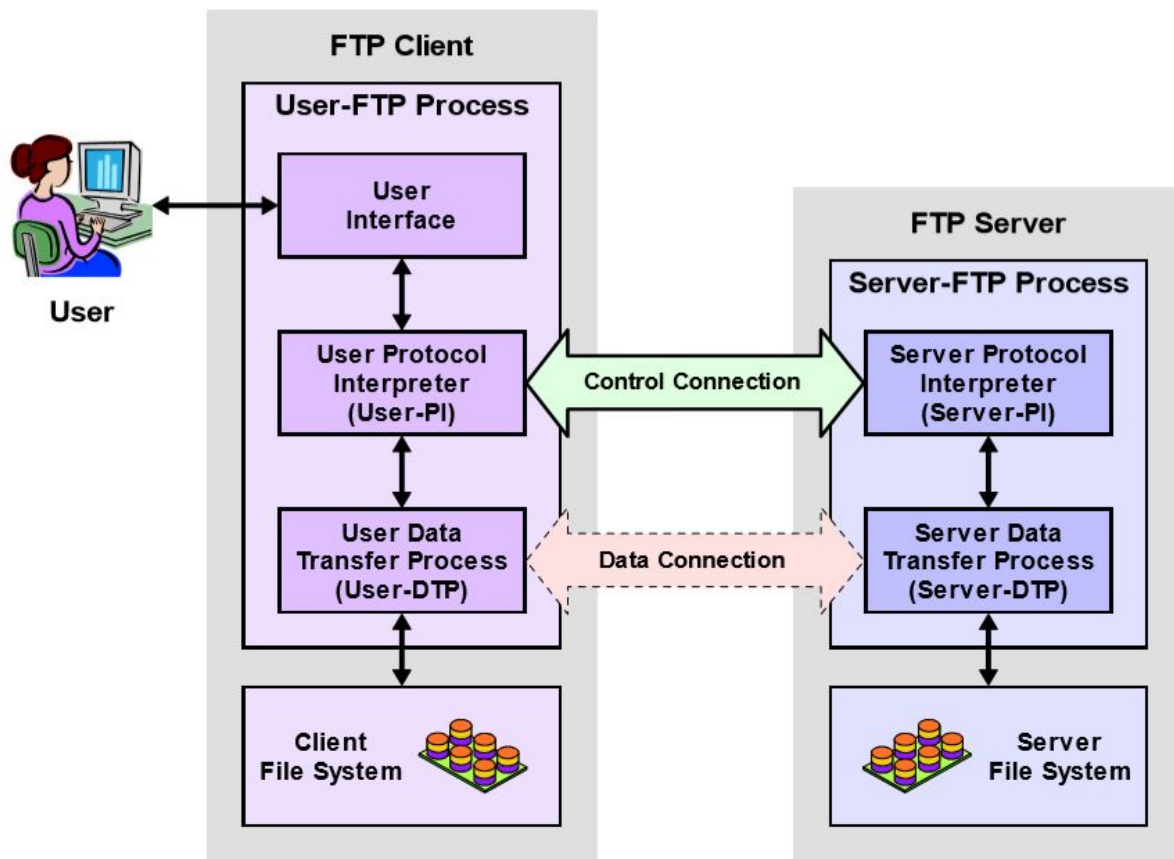 FTP Client
User-FTP Process
User
Interface
User
FTP Server
Server-FTP Process
User Protocol
Interpreter
(User-PI)
Control Connection
Server Protocol
Interpreter
(Server-PI)
User Data
Transfer Process
(User-DTP)
Data Connection
Server Data
Transfer Process
(Server-DTP)
Client
File System
Server
File System